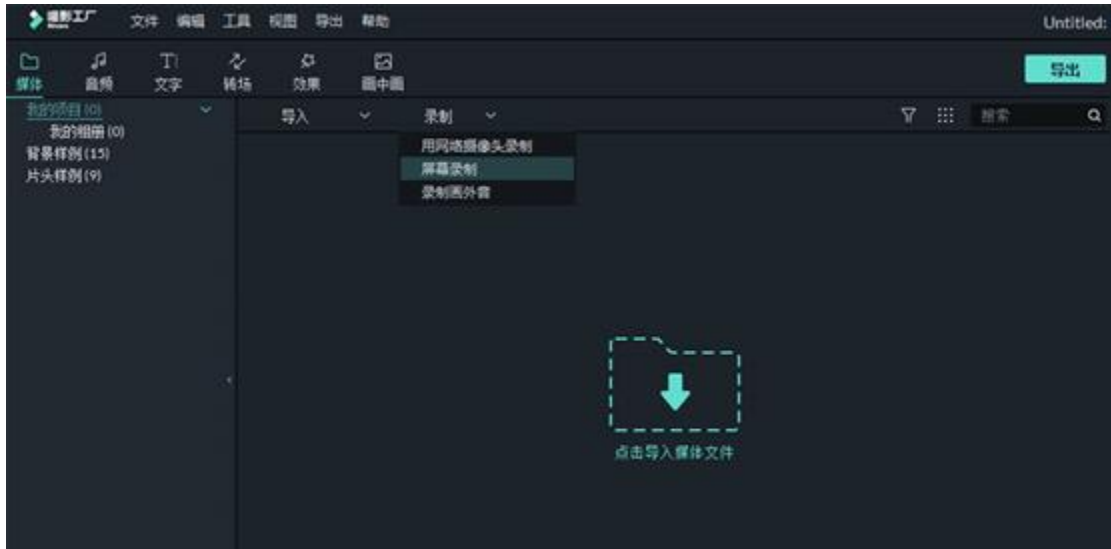 文件 编辑 工具 视图 导出 帮助 Untitled:
媒体 音频 文字 转场 效果 画中画 导出
我的项目 (0) 导入 录制 搜索
我的相册 (0)
背景样例 (15)
片头样例 (9)
用网络摄像头录制
屏幕录制
录制画外音
点击导入媒体文件